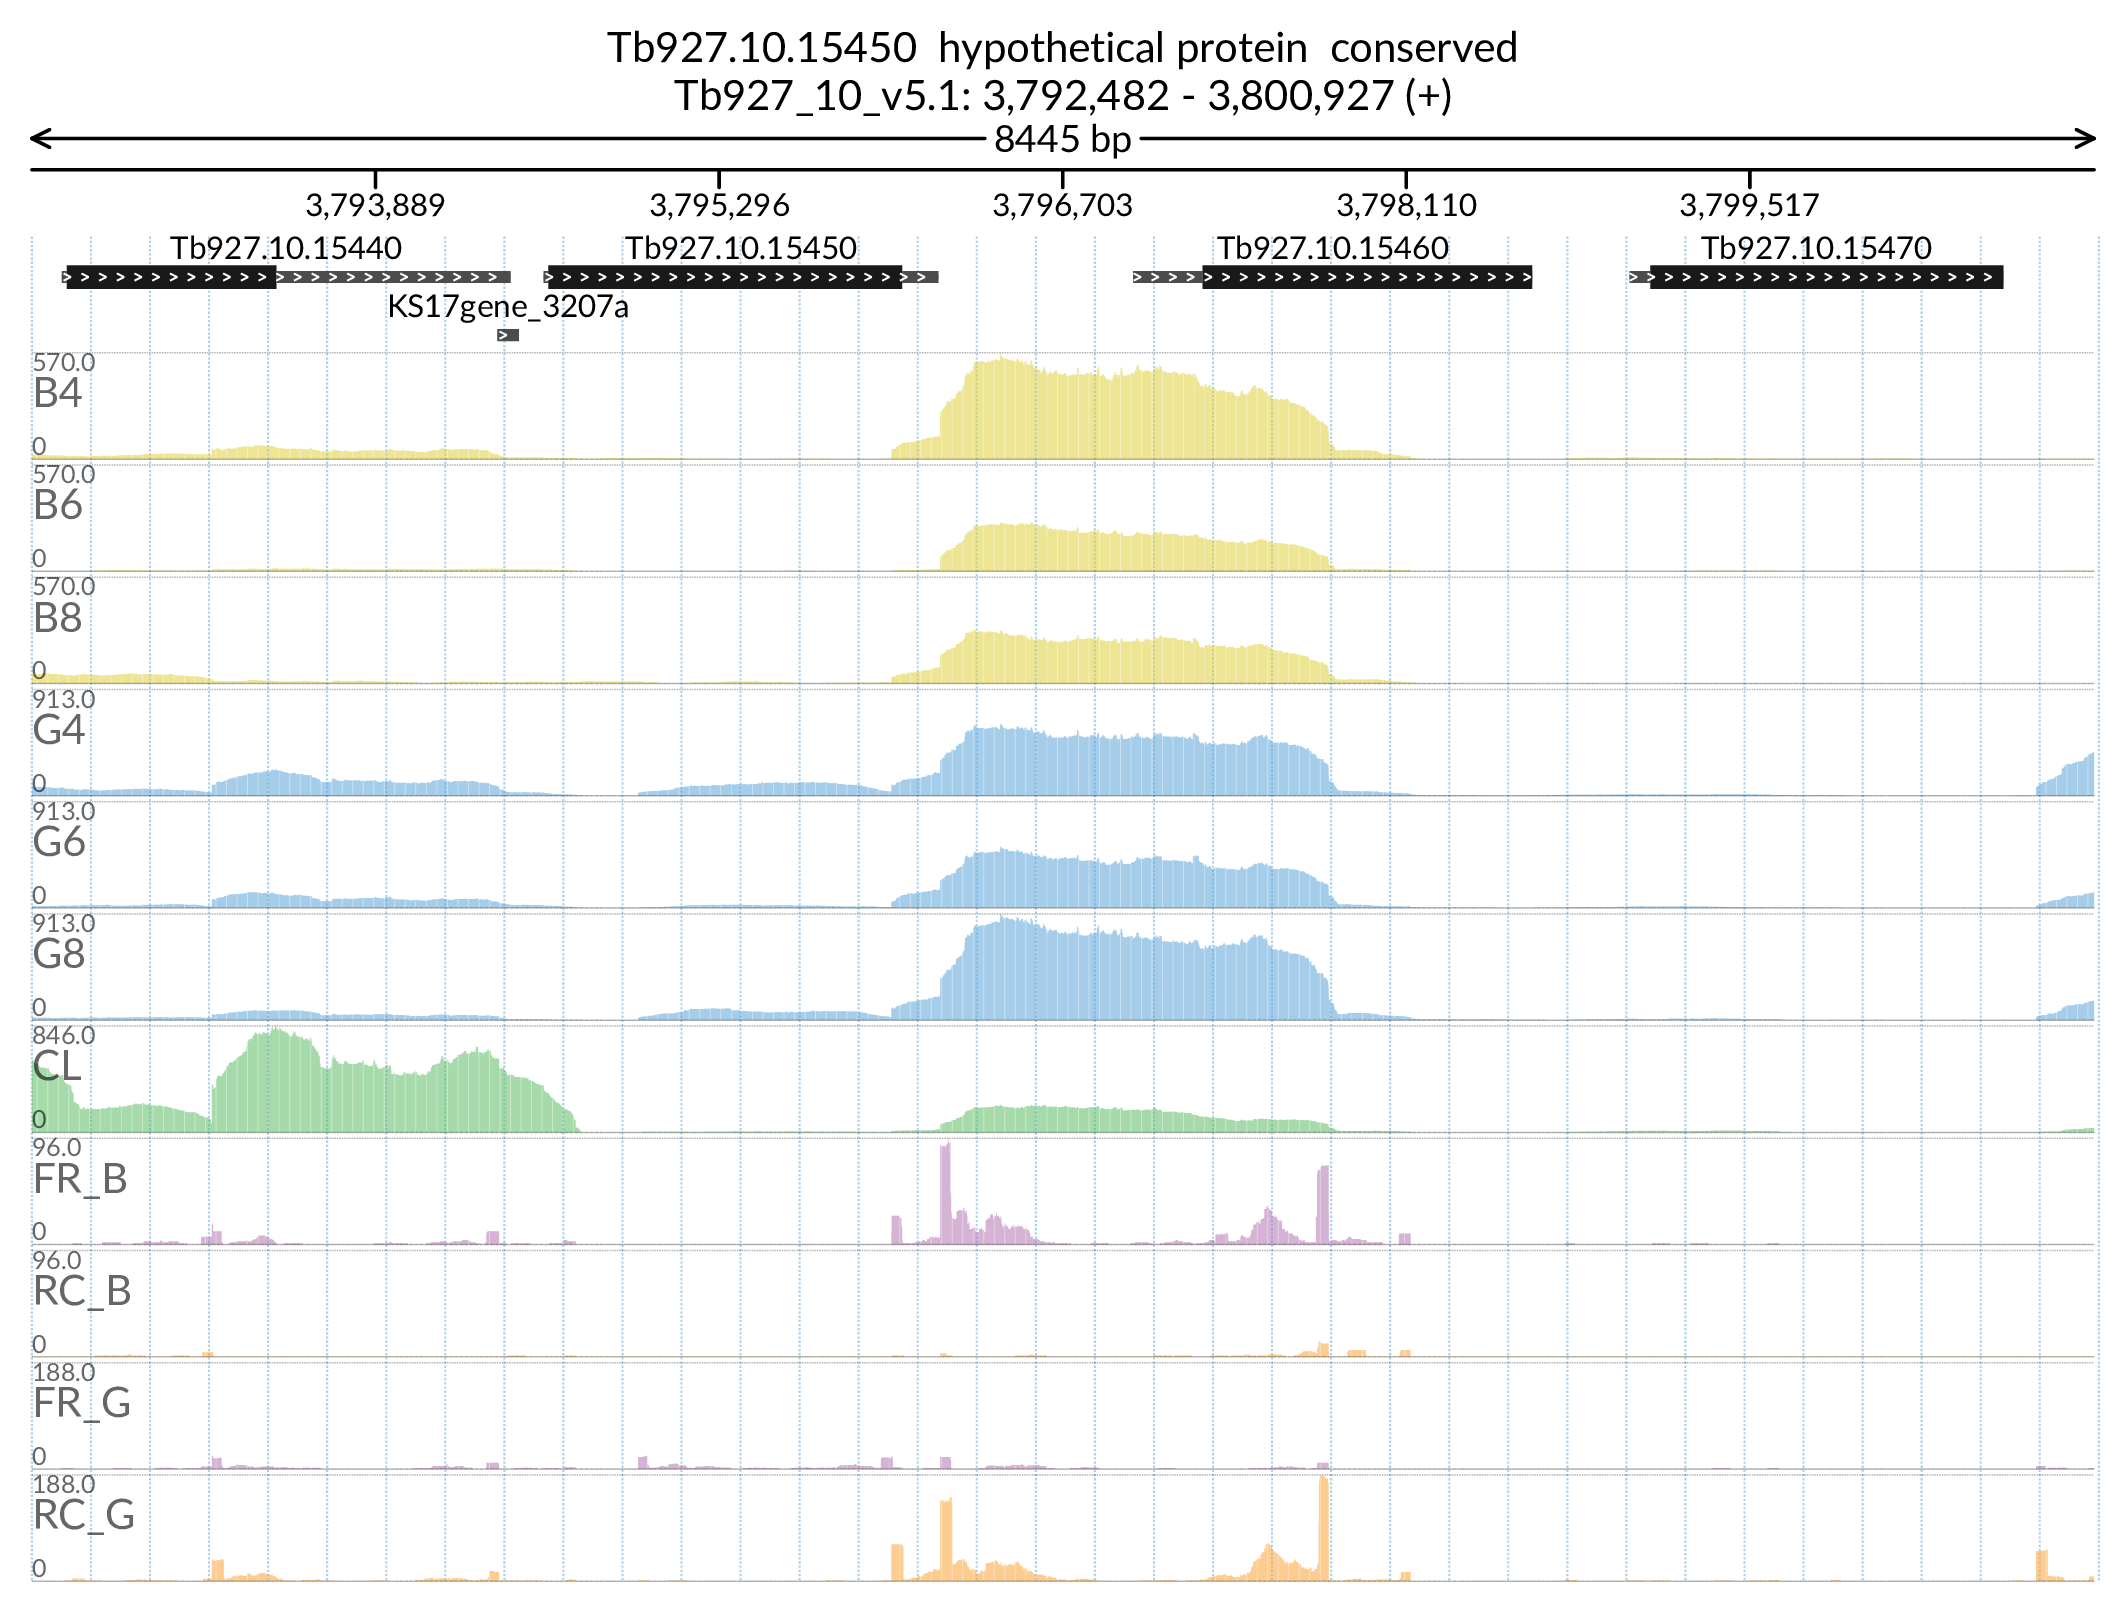 Tb927.10.15450 hypothetical protein conserved
Tb927_10_v5.1: 3,792,482 - 3,800,927 (+)
8445 bp
3,793,889 3,795,296 3,796,703 3,798,110 3,799,517
Tb927.10.15440 Tb927.10.15450 Tb927.10.15460 Tb927.10.15470
KS17gene_3207a
570.0
B4
0
570.0
B6
0
570.0
B8
0
913.0
G4
0
913.0
G6
0
913.0
G8
0
846.0
CL
0
96.0
FR_B
0
96.0
RC_B
0
188.0
FR_G
0
188.0
RC_G
0